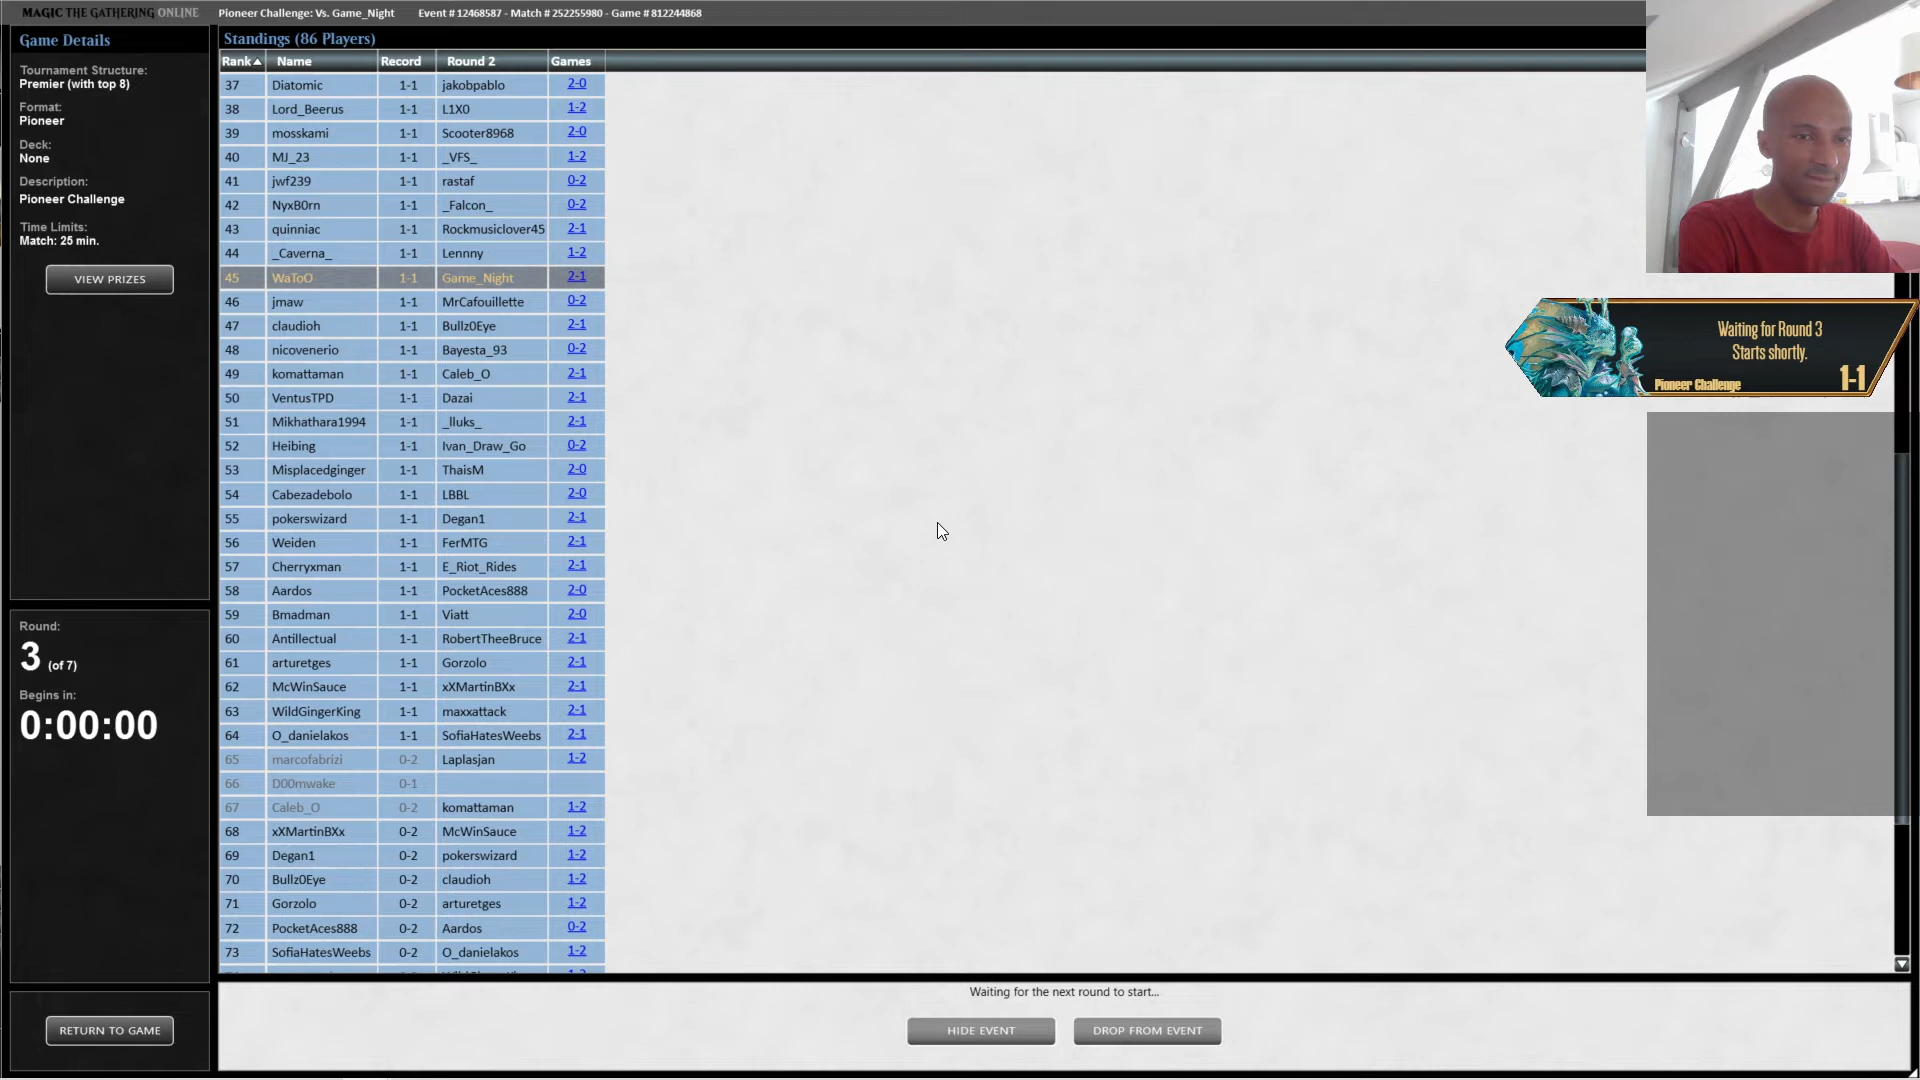 MAGIC THE GATHERING ONLINE Pioneer Challenge: Vs. Game_Night Event # 12468587 - Match # 252255980 - Game # 812244868
Game Details
Tournament Structure:
Premier (with top 8)
Format:
Pioneer
Deck:
None
Description:
Pioneer Challenge
Time Limits:
Match: 25 min.
VIEW PRIZES
Round:
3 (of 7)
Begins in:
0:00:00
RETURN TO GAME
Standings (86 Players)
Rank Name Record Round 2 Games
37 Diatomic 1-1 jakobpablo 2-0
38 Lord_Beerus 1-1 L1X0 1-2
39 mosskami 1-1 Scooter8968 2-0
40 MJ_23 1-1 _VFS_ 1-2
41 jwf239 1-1 rastaf 0-2
42 NyxB0rn 1-1 _Falcon_ 0-2
43 quinniac 1-1 Rockmusiclover45 2-1
44 _Caverna_ 1-1 Lennny 1-2
45 WaToO 1-1 Game_Night 2-1
46 jmaw 1-1 MrCafouillette 0-2
47 claudioh 1-1 Bullz0Eye 2-1
48 nicovenerio 1-1 Bayesta_93 0-2
49 komattaman 1-1 Caleb_O 2-1
50 VentusTPD 1-1 Dazai 2-1
51 Mikhathara1994 1-1 _lluks_ 2-1
52 Heibing 1-1 Ivan_Draw_Go 0-2
53 Misplacedginger 1-1 ThaisM 2-0
54 Cabezadebolo 1-1 LBBL 2-0
55 pokerswizard 1-1 Degan1 2-1
56 Weiden 1-1 FerMTG 2-1
57 Cherryxman 1-1 E_Riot_Rides 2-1
58 Aardos 1-1 PocketAces888 2-0
59 Bmadman 1-1 Viatt 2-0
60 Antillectual 1-1 RobertTheeBruce 2-1
61 arturetges 1-1 Gorzolo 2-1
62 McWinSauce 1-1 xXMartinBXx 2-1
63 WildGingerKing 1-1 maxxattack 2-1
64 O_danielakos 1-1 SofiaHatesWeebs 2-1
65 marcofabrizi 0-2 Laplasjan 1-2
66 D00mwake 0-1
67 Caleb_O 0-2 komattaman 1-2
68 xXMartinBXx 0-2 McWinSauce 1-2
69 Degan1 0-2 pokerswizard 1-2
70 Bullz0Eye 0-2 claudioh 1-2
71 Gorzolo 0-2 arturetges 1-2
72 PocketAces888 0-2 Aardos 0-2
73 SofiaHatesWeebs 0-2 O_danielakos 1-2
Waiting for the next round to start...
HIDE EVENT DROP FROM EVENT
Waiting for Round 3
Starts shortly.
Pioneer Challenge 1-1